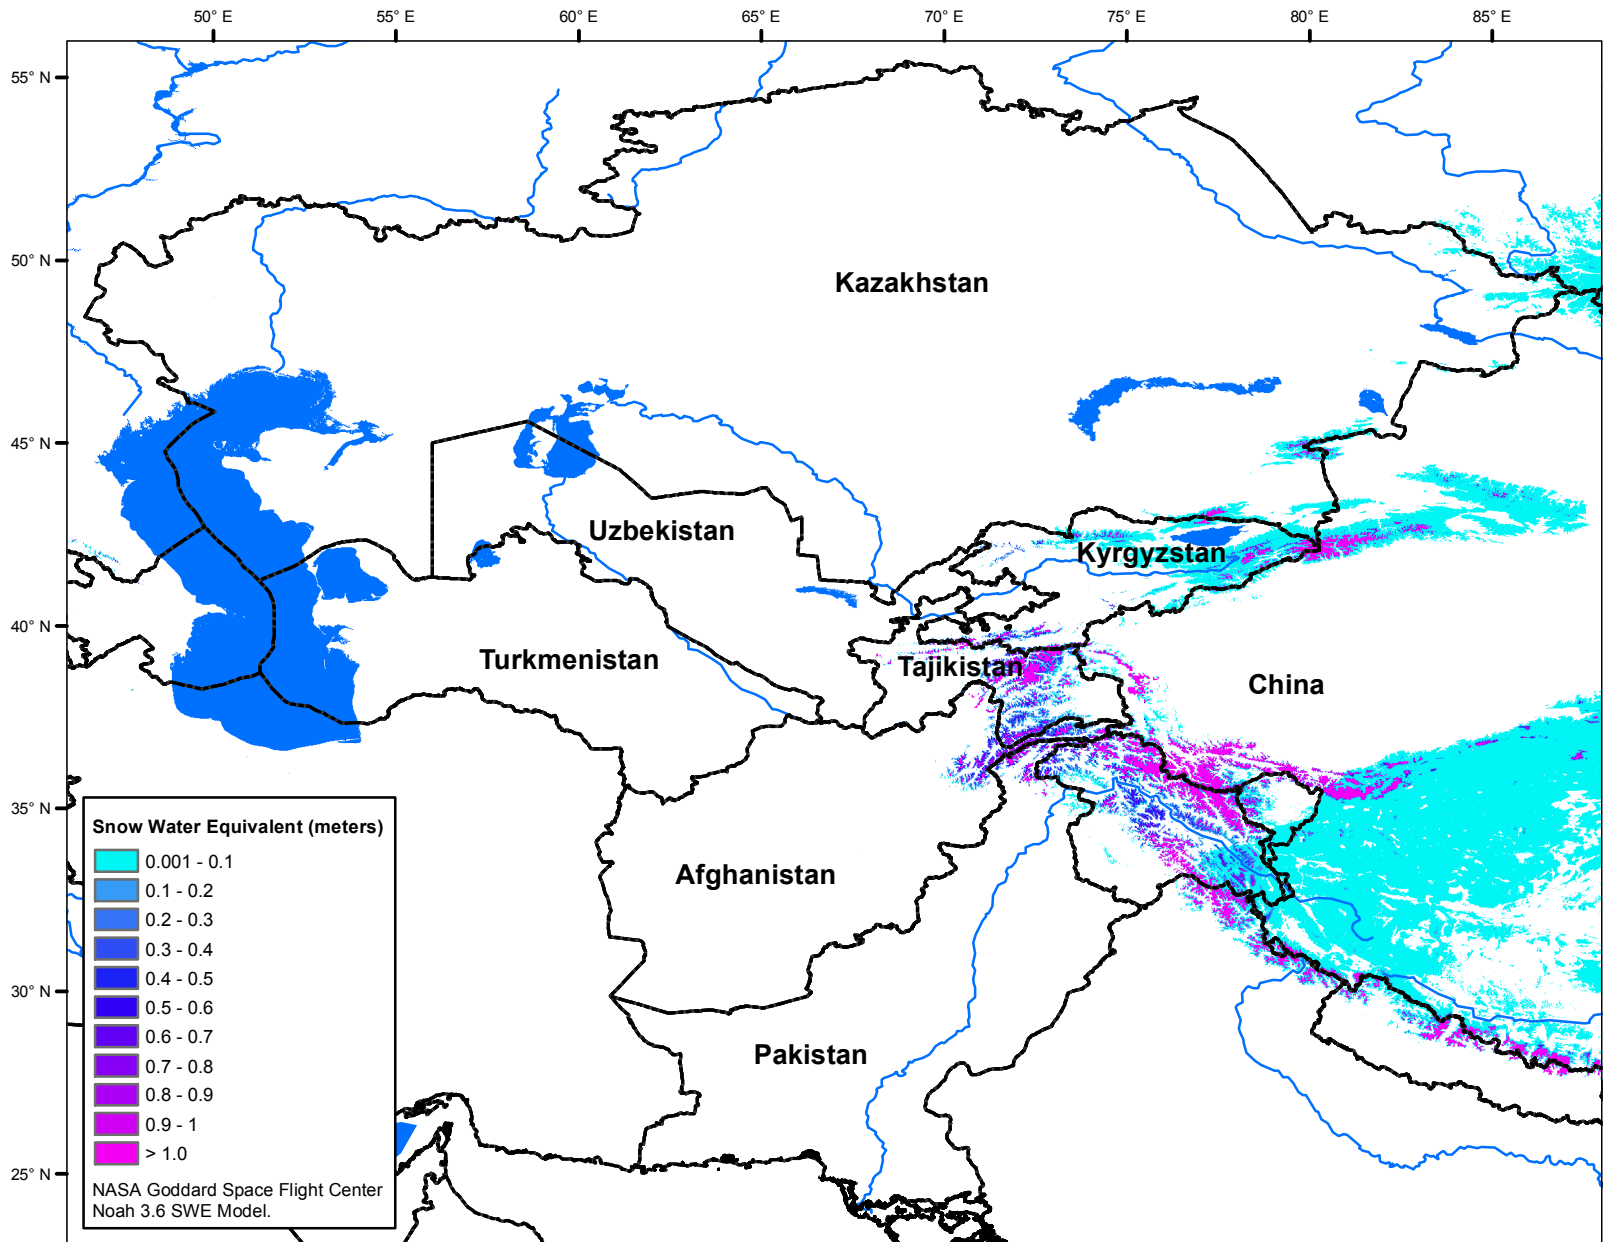 50° E 55° E 60° E 65° E 70° E 75° E 80° E 85° E
55° N
50° N
45° N
40° N
35° N
30° N
25° N
Kazakhstan
Uzbekistan
Kyrgyzstan
Turkmenistan
Tajikistan
China
Afghanistan
Pakistan
Snow Water Equivalent (meters)
0.001 - 0.1
0.1 - 0.2
0.2 - 0.3
0.3 - 0.4
0.4 - 0.5
0.5 - 0.6
0.6 - 0.7
0.7 - 0.8
0.8 - 0.9
0.9 - 1
> 1.0
NASA Goddard Space Flight Center
Noah 3.6 SWE Model.